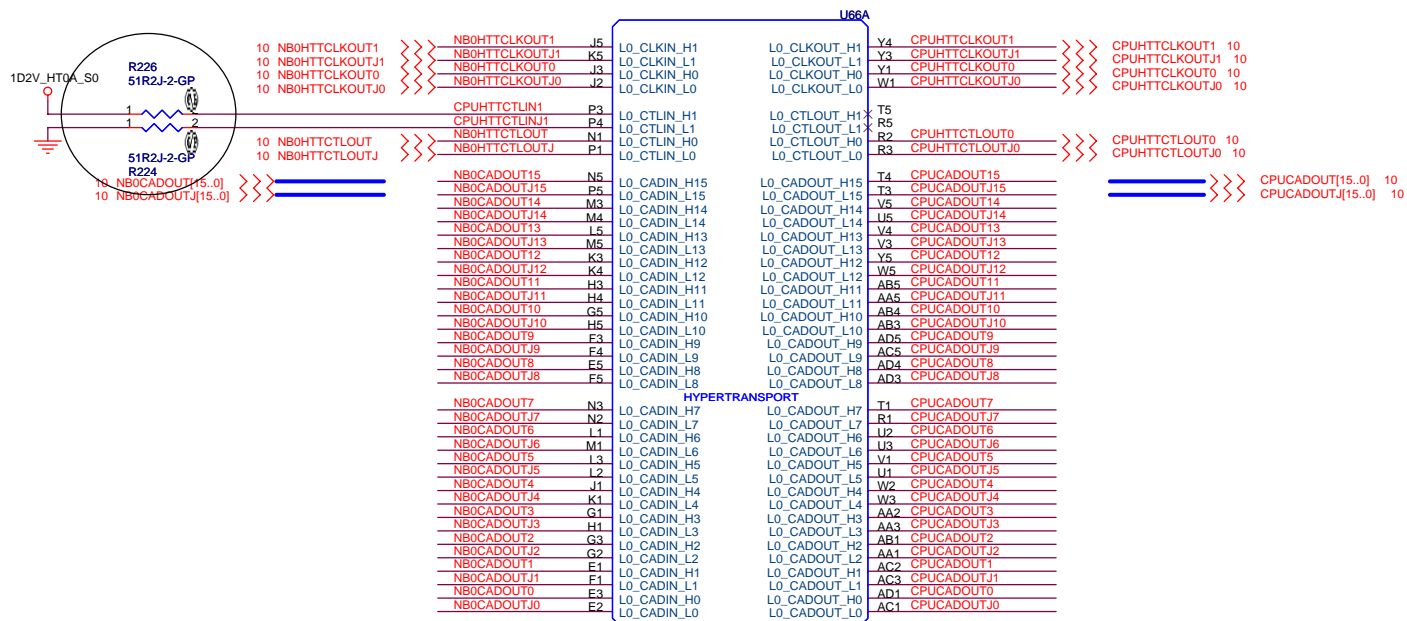 U66A
1D2V_HT0A_S0
R226
51R2J-2-GP
1 2
1 2
51R2J-2-GP
R224
10 NB0HTTCLKOUT1 NB0HTTCLKOUT1 J5 L0_CLKIN_H1 L0_CLKOUT_H1 Y4 CPUHTTCLKOUT1 CPUHTTCLKOUT1 10
10 NB0HTTCLKOUTJ1 NB0HTTCLKOUTJ1 K5 L0_CLKIN_L1 L0_CLKOUT_L1 Y3 CPUHTTCLKOUTJ1 CPUHTTCLKOUTJ1 10
10 NB0HTTCLKOUT0 NB0HTTCLKOUT0 J3 L0_CLKIN_H0 L0_CLKOUT_H0 Y1 CPUHTTCLKOUT0 CPUHTTCLKOUT0 10
10 NB0HTTCLKOUTJ0 NB0HTTCLKOUTJ0 J2 L0_CLKIN_L0 L0_CLKOUT_L0 W1 CPUHTTCLKOUTJ0 CPUHTTCLKOUTJ0 10
CPUHTTCTLIN1 P3 L0_CTLIN_H1 L0_CTLOUT_H1 T5
CPUHTTCTLINJ1 P4 L0_CTLIN_L1 L0_CTLOUT_L1 R5
10 NB0HTTCTLOUT NB0HTTCTLOUT N1 L0_CTLIN_H0 L0_CTLOUT_H0 R2 CPUHTTCTLOUT0 CPUHTTCTLOUT0 10
10 NB0HTTCTLOUTJ NB0HTTCTLOUTJ P1 L0_CTLIN_L0 L0_CTLOUT_L0 R3 CPUHTTCTLOUTJ0 CPUHTTCTLOUTJ0 10
10 NB0CADOUT[15..0] NB0CADOUT15 N5 L0_CADIN_H15 L0_CADOUT_H15 T4 CPUCADOUT15 CPUCADOUT[15..0] 10
10 NB0CADOUTJ[15..0] NB0CADOUTJ15 P5 L0_CADIN_L15 L0_CADOUT_L15 T3 CPUCADOUTJ15 CPUCADOUTJ[15..0] 10
NB0CADOUT14 M3 L0_CADIN_H14 L0_CADOUT_H14 V5 CPUCADOUT14
NB0CADOUTJ14 M4 L0_CADIN_L14 L0_CADOUT_L14 U5 CPUCADOUTJ14
NB0CADOUT13 L5 L0_CADIN_H13 L0_CADOUT_H13 V4 CPUCADOUT13
NB0CADOUTJ13 M5 L0_CADIN_L13 L0_CADOUT_L13 V3 CPUCADOUTJ13
NB0CADOUT12 K3 L0_CADIN_H12 L0_CADOUT_H12 Y5 CPUCADOUT12
NB0CADOUTJ12 K4 L0_CADIN_L12 L0_CADOUT_L12 W5 CPUCADOUTJ12
NB0CADOUT11 H3 L0_CADIN_H11 L0_CADOUT_H11 AB5 CPUCADOUT11
NB0CADOUTJ11 H4 L0_CADIN_L11 L0_CADOUT_L11 AA5 CPUCADOUTJ11
NB0CADOUT10 G5 L0_CADIN_H10 L0_CADOUT_H10 AB4 CPUCADOUT10
NB0CADOUTJ10 H5 L0_CADIN_L10 L0_CADOUT_L10 AB3 CPUCADOUTJ10
NB0CADOUT9 F3 L0_CADIN_H9 L0_CADOUT_H9 AD5 CPUCADOUT9
NB0CADOUTJ9 F4 L0_CADIN_L9 L0_CADOUT_L9 AC5 CPUCADOUTJ9
NB0CADOUT8 E5 L0_CADIN_H8 L0_CADOUT_H8 AD4 CPUCADOUT8
NB0CADOUTJ8 F5 L0_CADIN_L8 L0_CADOUT_L8 AD3 CPUCADOUTJ8
HYPERTRANSPORT
NB0CADOUT7 N3 L0_CADIN_H7 L0_CADOUT_H7 T1 CPUCADOUT7
NB0CADOUTJ7 N2 L0_CADIN_L7 L0_CADOUT_L7 R1 CPUCADOUTJ7
NB0CADOUT6 L1 L0_CADIN_H6 L0_CADOUT_H6 U2 CPUCADOUT6
NB0CADOUTJ6 M1 L0_CADIN_L6 L0_CADOUT_L6 U3 CPUCADOUTJ6
NB0CADOUT5 L3 L0_CADIN_H5 L0_CADOUT_H5 V1 CPUCADOUT5
NB0CADOUTJ5 L2 L0_CADIN_L5 L0_CADOUT_L5 U1 CPUCADOUTJ5
NB0CADOUT4 J1 L0_CADIN_H4 L0_CADOUT_H4 W2 CPUCADOUT4
NB0CADOUTJ4 K1 L0_CADIN_L4 L0_CADOUT_L4 W3 CPUCADOUTJ4
NB0CADOUT3 G1 L0_CADIN_H3 L0_CADOUT_H3 AA2 CPUCADOUT3
NB0CADOUTJ3 H1 L0_CADIN_L3 L0_CADOUT_L3 AA3 CPUCADOUTJ3
NB0CADOUT2 G3 L0_CADIN_H2 L0_CADOUT_H2 AB1 CPUCADOUT2
NB0CADOUTJ2 G2 L0_CADIN_L2 L0_CADOUT_L2 AA1 CPUCADOUTJ2
NB0CADOUT1 E1 L0_CADIN_H1 L0_CADOUT_H1 AC2 CPUCADOUT1
NB0CADOUTJ1 F1 L0_CADIN_L1 L0_CADOUT_L1 AC3 CPUCADOUTJ1
NB0CADOUT0 E3 L0_CADIN_H0 L0_CADOUT_H0 AD1 CPUCADOUT0
NB0CADOUTJ0 E2 L0_CADIN_L0 L0_CADOUT_L0 AC1 CPUCADOUTJ0